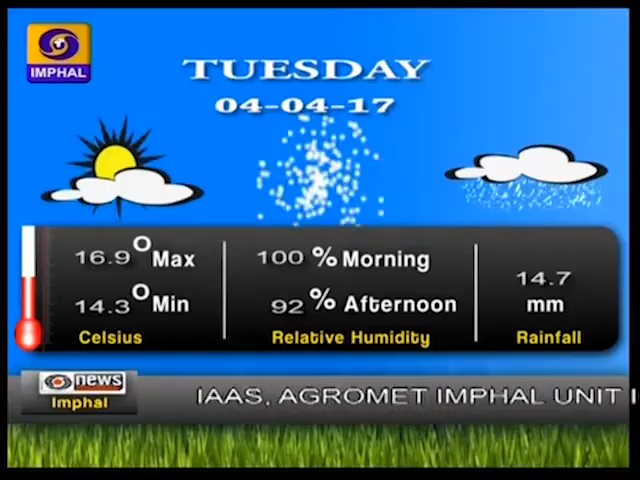 IMPHAL
TUESDAY
04-04-17
16.9° Max
14.3° Min
Celsius
100 % Morning
92 % Afternoon
Relative Humidity
14.7
mm
Rainfall
news
Imphal
IAAS, AGROMET IMPHAL UNIT